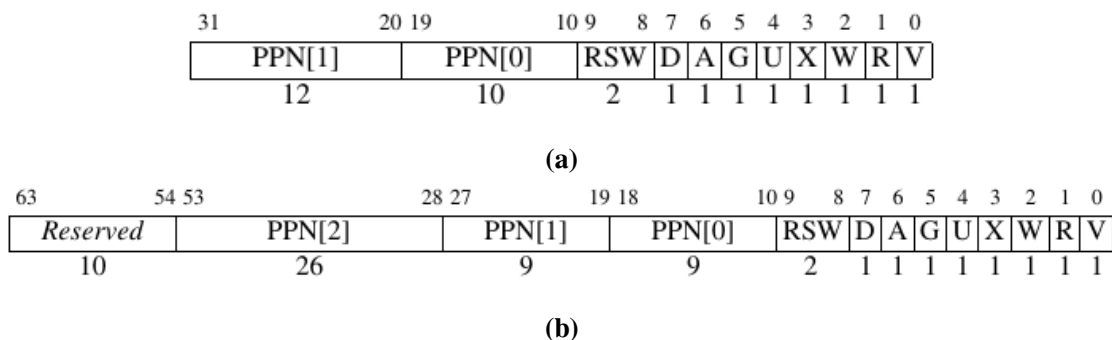 31 20 19 10 9 8 7 6 5 4 3 2 1 0
PPN[1] PPN[0] RSW D A G U X W R V
12 10 2 1 1 1 1 1 1 1 1
(a)
63 54 53 28 27 19 18 10 9 8 7 6 5 4 3 2 1 0
Reserved PPN[2] PPN[1] PPN[0] RSW D A G U X W R V
10 26 9 9 2 1 1 1 1 1 1 1 1
(b)